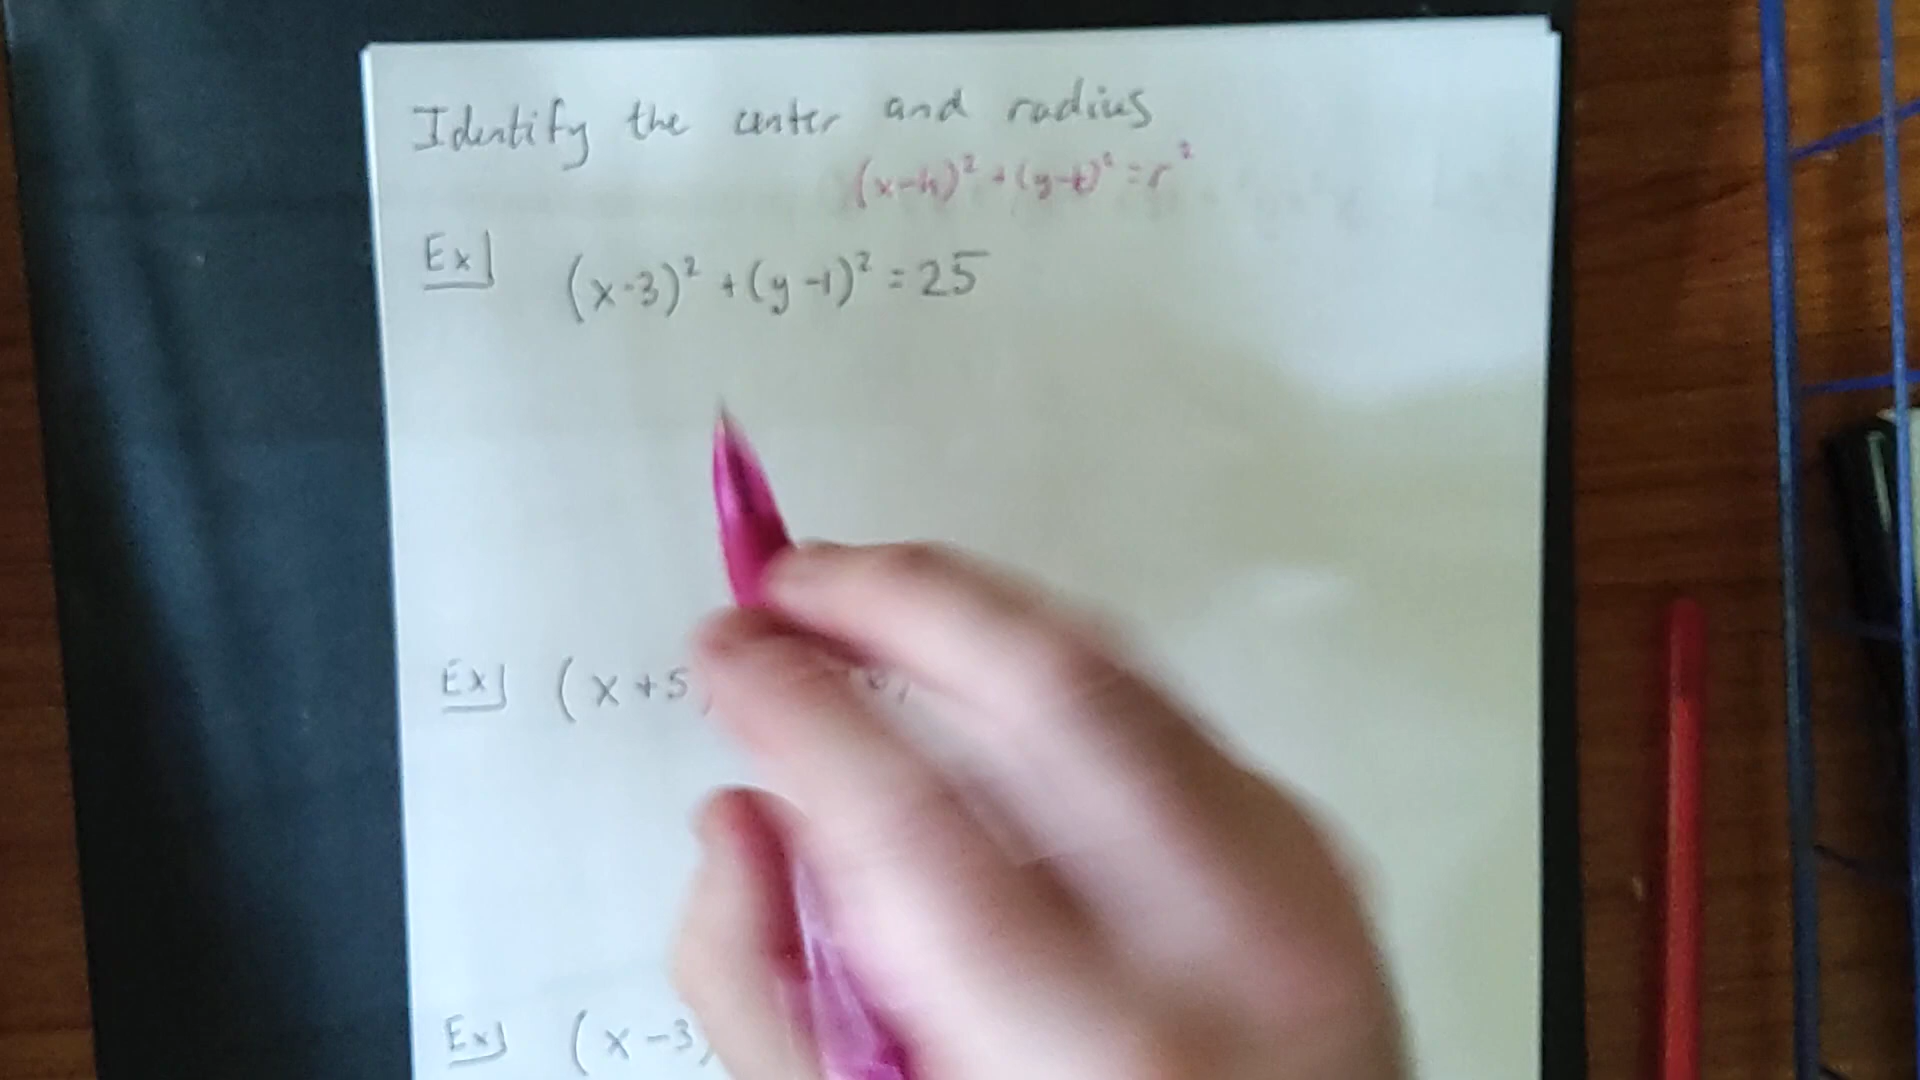 Identify the center and radius
(x-h)² + (y-k)² = r²
Ex] (x-3)² + (y-1)² = 25
Ex] (x+5)
Ex] (x-3)